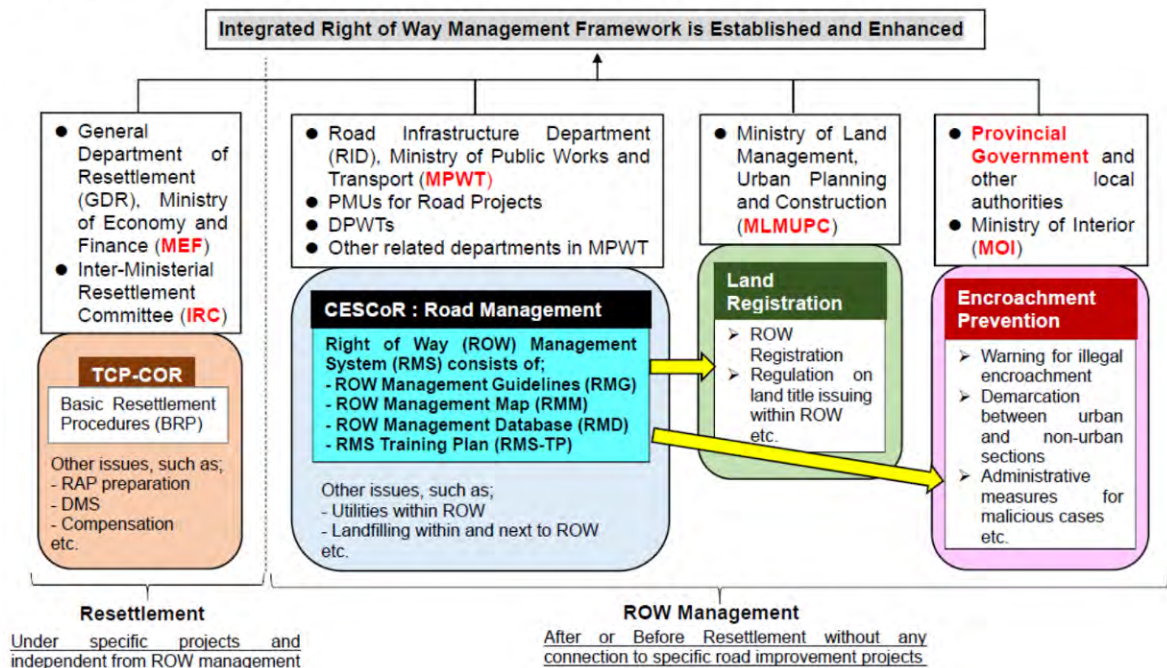 Integrated Right of Way Management Framework is Established and Enhanced
● General
Department of
Resettlement
(GDR), Ministry
of Economy and
Finance (MEF)
● Inter-Ministerial
Resettlement
Committee (IRC)
TCP-COR
Basic Resettlement
Procedures (BRP)
Other issues, such as;
- RAP preparation
- DMS
- Compensation
etc.
● Road Infrastructure Department
(RID), Ministry of Public Works and
Transport (MPWT)
● PMUs for Road Projects
● DPWTs
● Other related departments in MPWT
CESCoR : Road Management
Right of Way (ROW) Management
System (RMS) consists of;
- ROW Management Guidelines (RMG)
- ROW Management Map (RMM)
- ROW Management Database (RMD)
- RMS Training Plan (RMS-TP)
Other issues, such as;
- Utilities within ROW
- Landfilling within and next to ROW
etc.
● Ministry of Land
Management,
Urban Planning
and Construction
(MLMUPC)
Land
Registration
➢ ROW
Registration
➢ Regulation on
land title issuing
within ROW
etc.
● Provincial
Government and
other local
authorities
● Ministry of Interior
(MOI)
Encroachment
Prevention
➢ Warning for illegal
encroachment
➢ Demarcation
between urban
and non-urban
sections
➢ Administrative
measures for
malicious cases
etc.
Resettlement
Under specific projects and
independent from ROW management
ROW Management
After or Before Resettlement without any
connection to specific road improvement projects